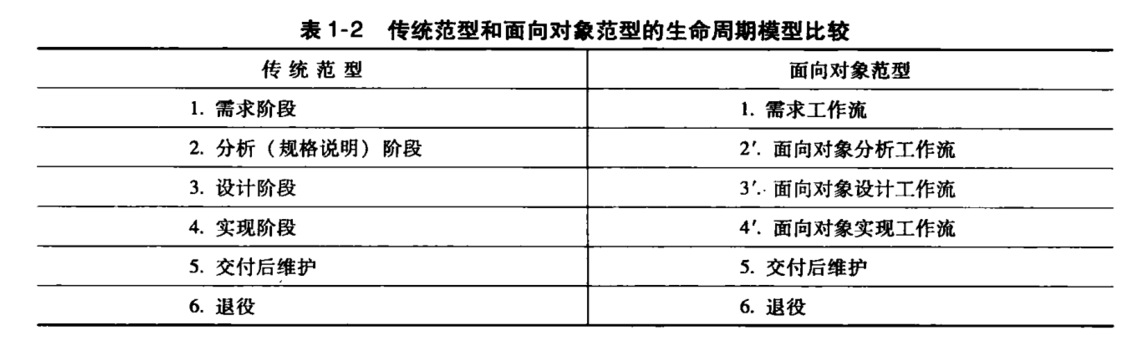 表 1-2 传统范型和面向对象范型的生命周期模型比较
传统范型 面向对象范型
1. 需求阶段 1. 需求工作流
2. 分析（规格说明）阶段 2′. 面向对象分析工作流
3. 设计阶段 3′. 面向对象设计工作流
4. 实现阶段 4′. 面向对象实现工作流
5. 交付后维护 5. 交付后维护
6. 退役 6. 退役